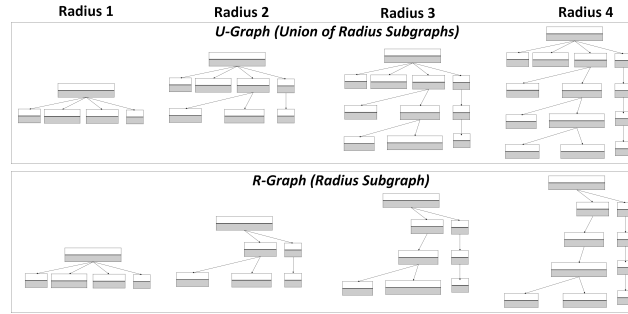 Radius 1
Radius 2
Radius 3
Radius 4
U-Graph (Union of Radius Subgraphs)
R-Graph (Radius Subgraph)